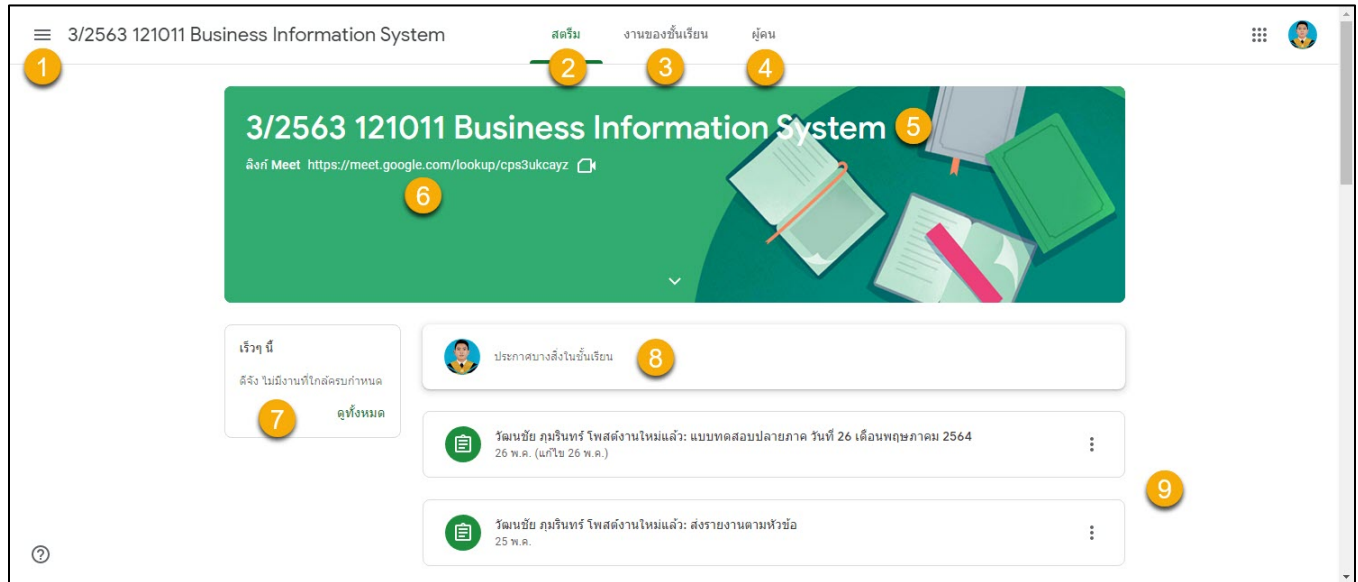 3/2563 121011 Business Information System
สตรีม งานของชั้นเรียน ผู้คน
1
2
3
4
3/2563 121011 Business Information System
5
ลิงก์ Meet https://meet.google.com/lookup/cps3ukcayz
6
เร็วๆ นี้
ดีจัง ไม่มีงานที่ใกล้ครบกำหนด
7
ดูทั้งหมด
ประกาศบางสิ่งในชั้นเรียน
8
วัฒนชัย ภุมรินทร์ โพสต์งานใหม่แล้ว: แบบทดสอบปลายภาค วันที่ 26 เดือนพฤษภาคม 2564
26 พ.ค. (แก้ไข 26 พ.ค.)
9
วัฒนชัย ภุมรินทร์ โพสต์งานใหม่แล้ว: ส่งรายงานตามหัวข้อ
25 พ.ค.
?